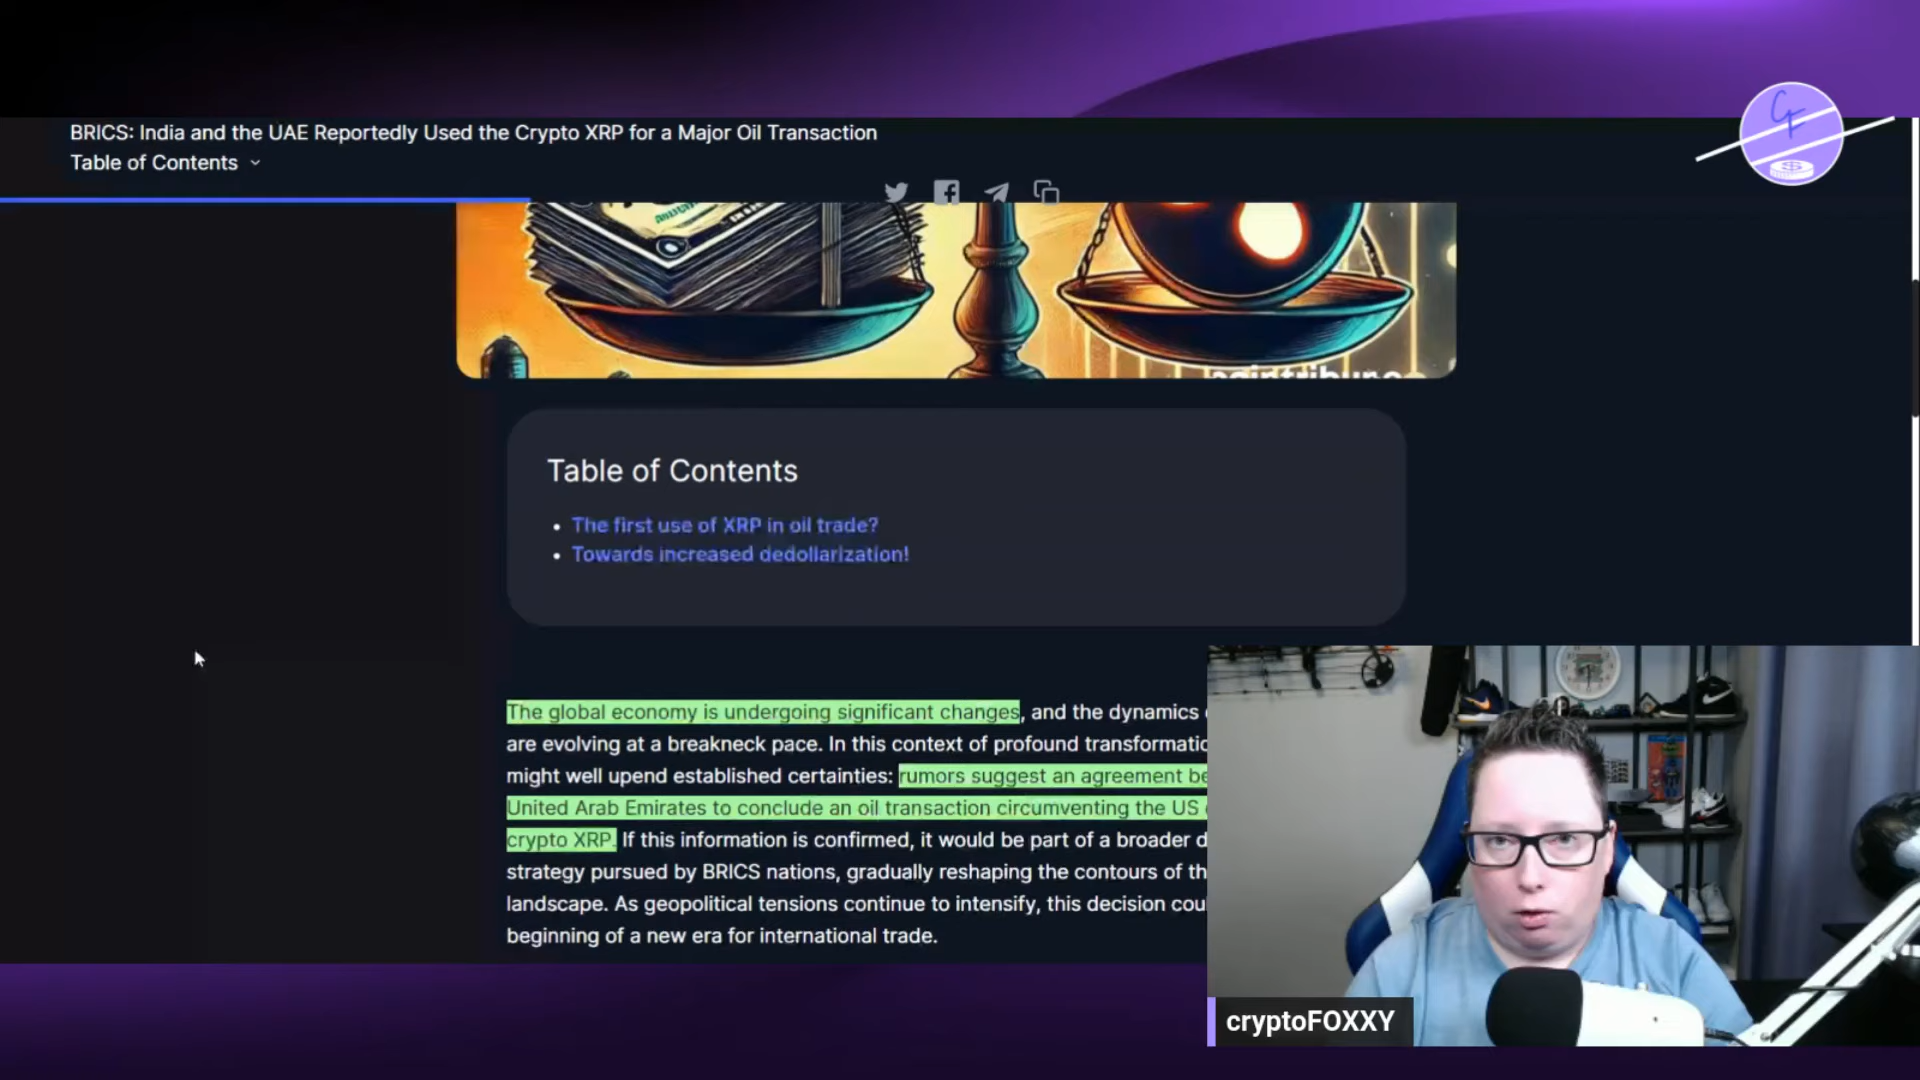 BRICS: India and the UAE Reportedly Used the Crypto XRP for a Major Oil Transaction
Table of Contents
CF
$
Table of Contents
The first use of XRP in oil trade?
Towards increased dedollarization!
The global economy is undergoing significant changes, and the dynamics
are evolving at a breakneck pace. In this context of profound
might well upend established certainties: rumors suggest an agreement
United Arab Emirates to conclude an oil transaction circumventing the US
crypto XRP. If this information is confirmed, it would be part of a broader
strategy pursued by BRICS nations, gradually reshaping the contours of
landscape. As geopolitical tensions continue to intensify, this decision
beginning of a new era for international trade.
cryptoFOXXY